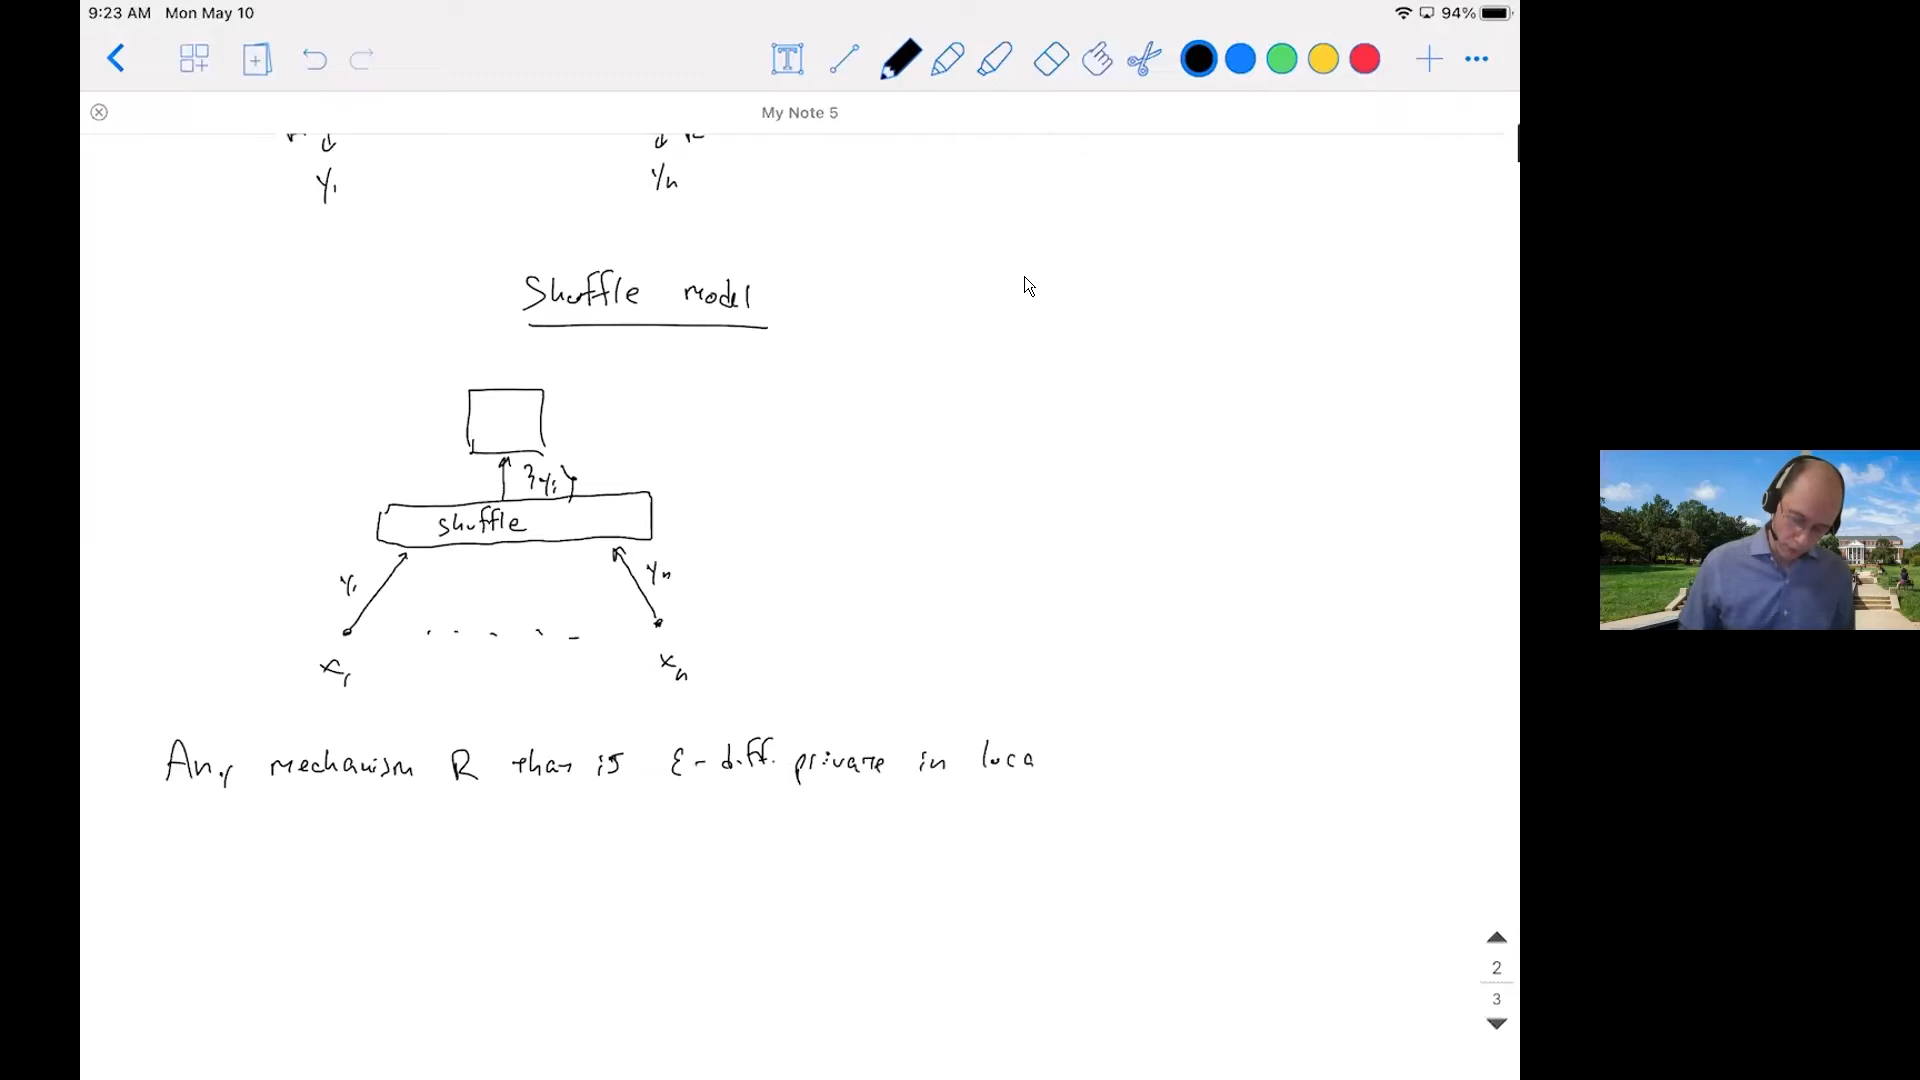 9:23 AM Mon May 10
94%
T
My Note 5
y₁ yₙ
Shuffle model
{yᵢ}
shuffle
y₁ yₙ
x₁ xₙ
Any mechanism R that is ε-diff. private in loca
2
3